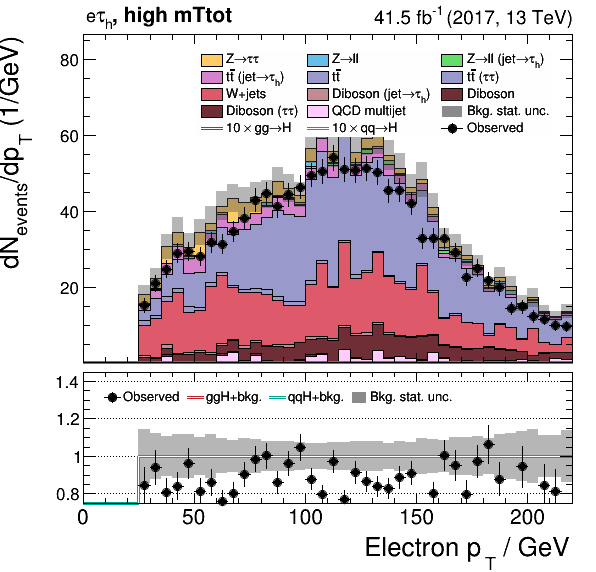 eτh, high mTtot 41.5 fb⁻¹ (2017, 13 TeV)
dNevents/dpT (1/GeV)
80
60
40
20
Z→ττ Z→ll Z→ll (jet→τh)
tt̄ (jet→τh) tt̄ tt̄ (ττ)
W+jets Diboson (jet→τh) Diboson
Diboson (ττ) QCD multijet Bkg. stat. unc.
10 × gg→H 10 × qq→H Observed
1.4
1.2
1
0.8
Observed ggH+bkg. qqH+bkg. Bkg. stat. unc.
0 50 100 150 200
Electron pT / GeV